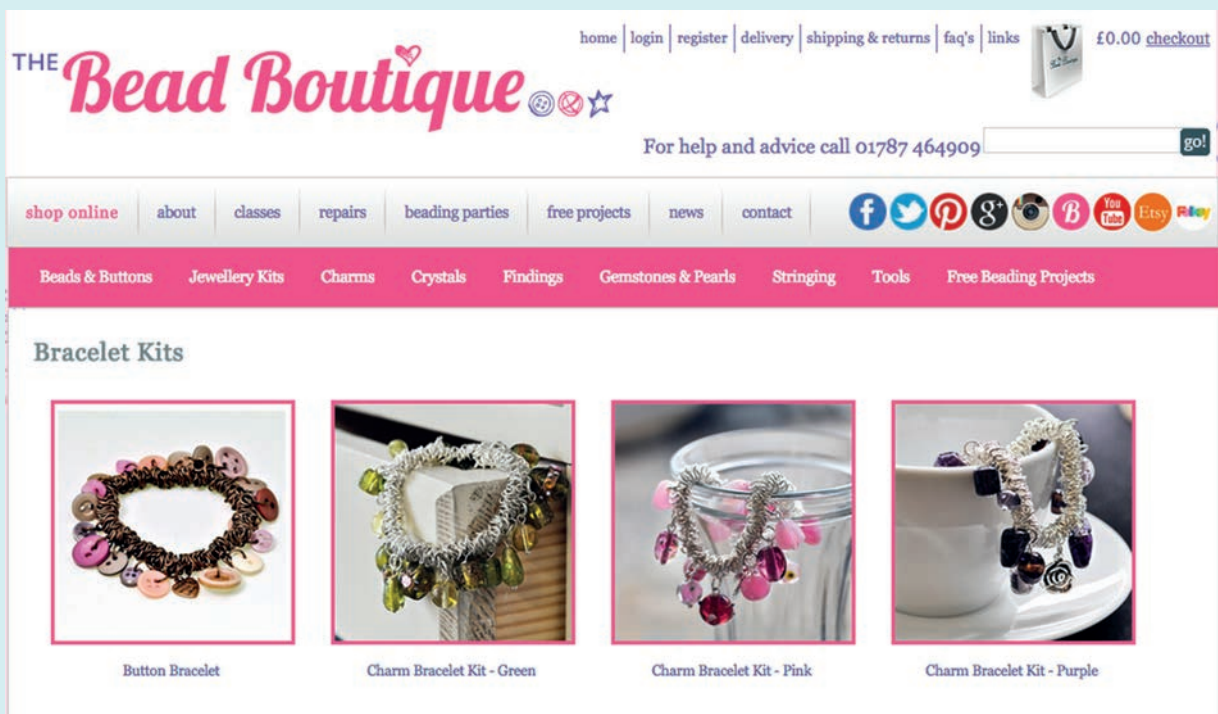 home login register delivery shipping & returns faq's links £0.00 checkout
THE Bead Boutique
For help and advice call 01787 464909 go!
shop online about classes repairs beading parties free projects news contact
f g+ B You Tube Etsy Folksy
Beads & Buttons Jewellery Kits Charms Crystals Findings Gemstones & Pearls Stringing Tools Free Beading Projects
Bracelet Kits
Button Bracelet Charm Bracelet Kit - Green Charm Bracelet Kit - Pink Charm Bracelet Kit - Purple